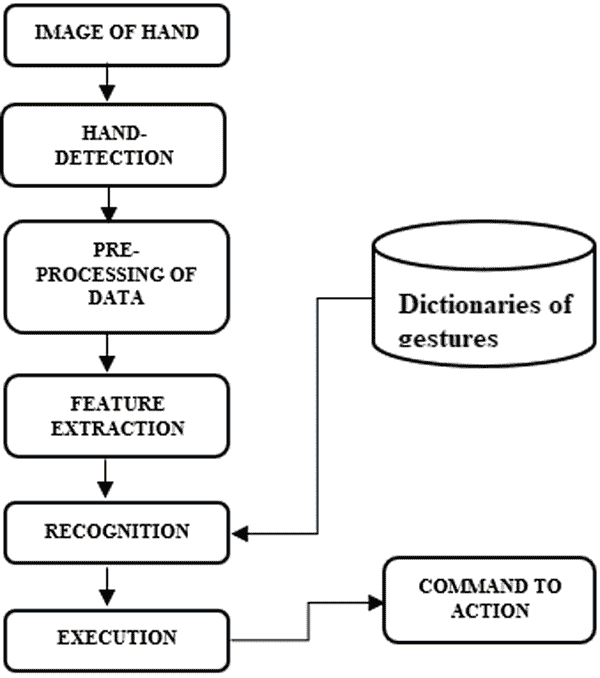 IMAGE OF HAND
HAND-
DETECTION
PRE-
PROCESSING OF
DATA
FEATURE
EXTRACTION
RECOGNITION
EXECUTION
Dictionaries of
gestures
COMMAND TO
ACTION